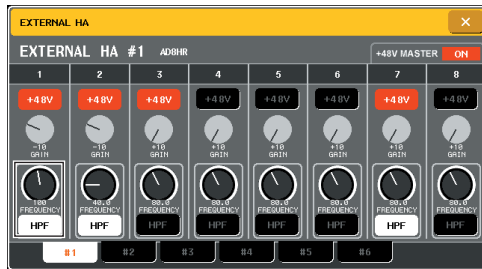 EXTERNAL HA
EXTERNAL HA #1 AD8HR +48V MASTER ON
1 2 3 4 5 6 7 8
+48V +48V +48V +48V +48V +48V +48V +48V
-10 -10 +10 +10 +10 +10 +10 +10
GAIN GAIN GAIN GAIN GAIN GAIN GAIN GAIN
100 40.0 80.0 80.0 80.0 80.0 80.0 80.0
FREQUENCY FREQUENCY FREQUENCY FREQUENCY FREQUENCY FREQUENCY FREQUENCY FREQUENCY
HPF HPF HPF HPF HPF HPF HPF HPF
#1 #2 #3 #4 #5 #6